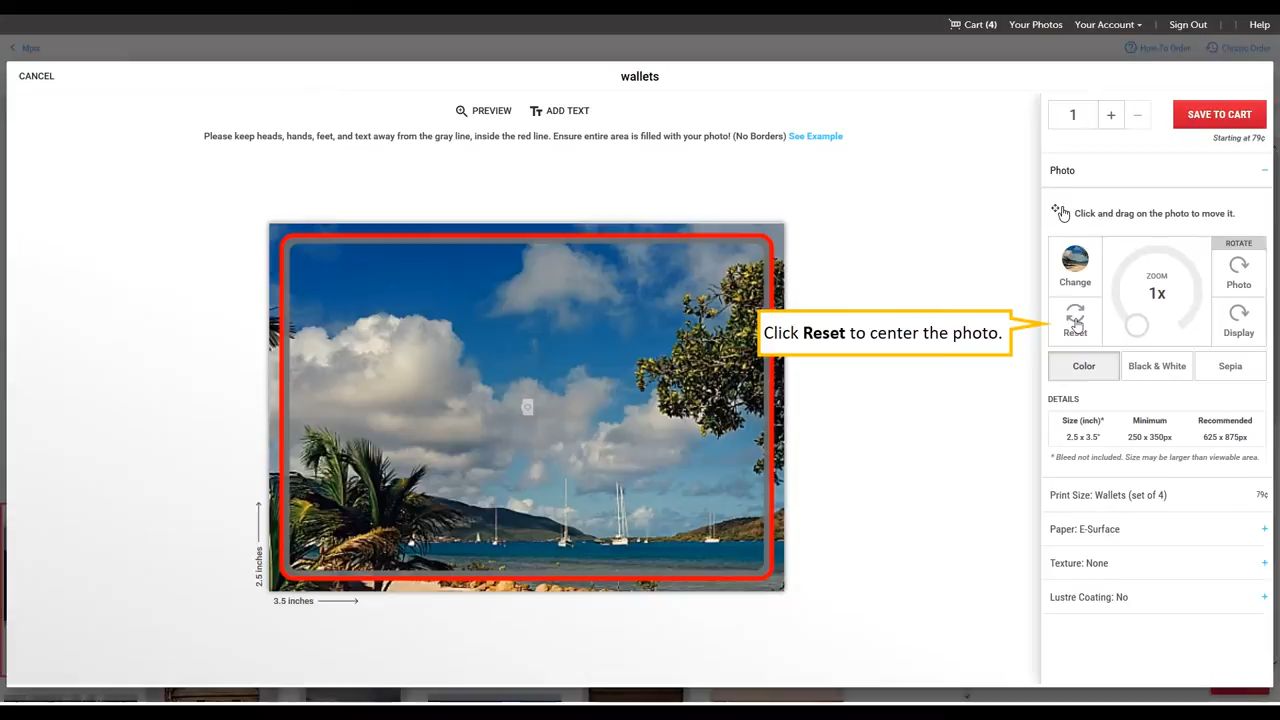 Cart (4) Your Photos Your Account Sign Out Help
Mpix How-To Order Choose Order
CANCEL wallets
PREVIEW ADD TEXT
Please keep heads, hands, feet, and text away from the gray line, inside the red line. Ensure entire area is filled with your photo! (No Borders) See Example
2.5 inches
3.5 inches
1 + − SAVE TO CART
Starting at 79¢
Photo −
Click and drag on the photo to move it.
Change
ZOOM
1x
ROTATE
Photo
Reset
Display
Click Reset to center the photo.
Color Black & White Sepia
DETAILS
Size (inch)* Minimum Recommended
2.5 x 3.5" 250 x 350px 625 x 875px
* Bleed not included. Size may be larger than viewable area.
Print Size: Wallets (set of 4) 79¢
Paper: E-Surface +
Texture: None +
Lustre Coating: No +